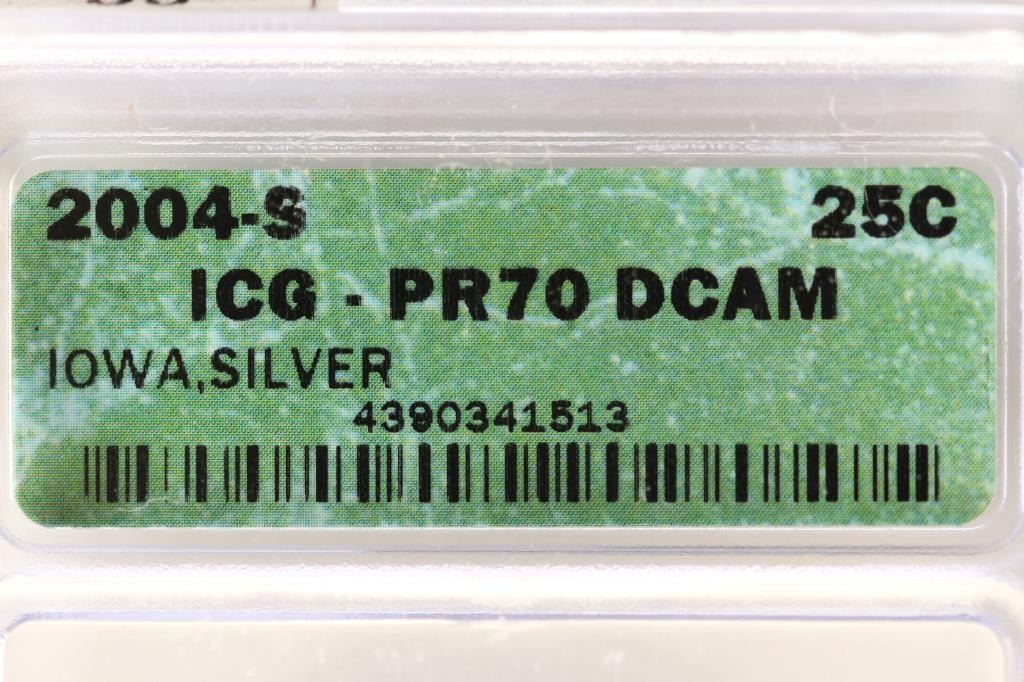 2004-S 25C
ICG - PR70 DCAM
IOWA,SILVER
4390341513